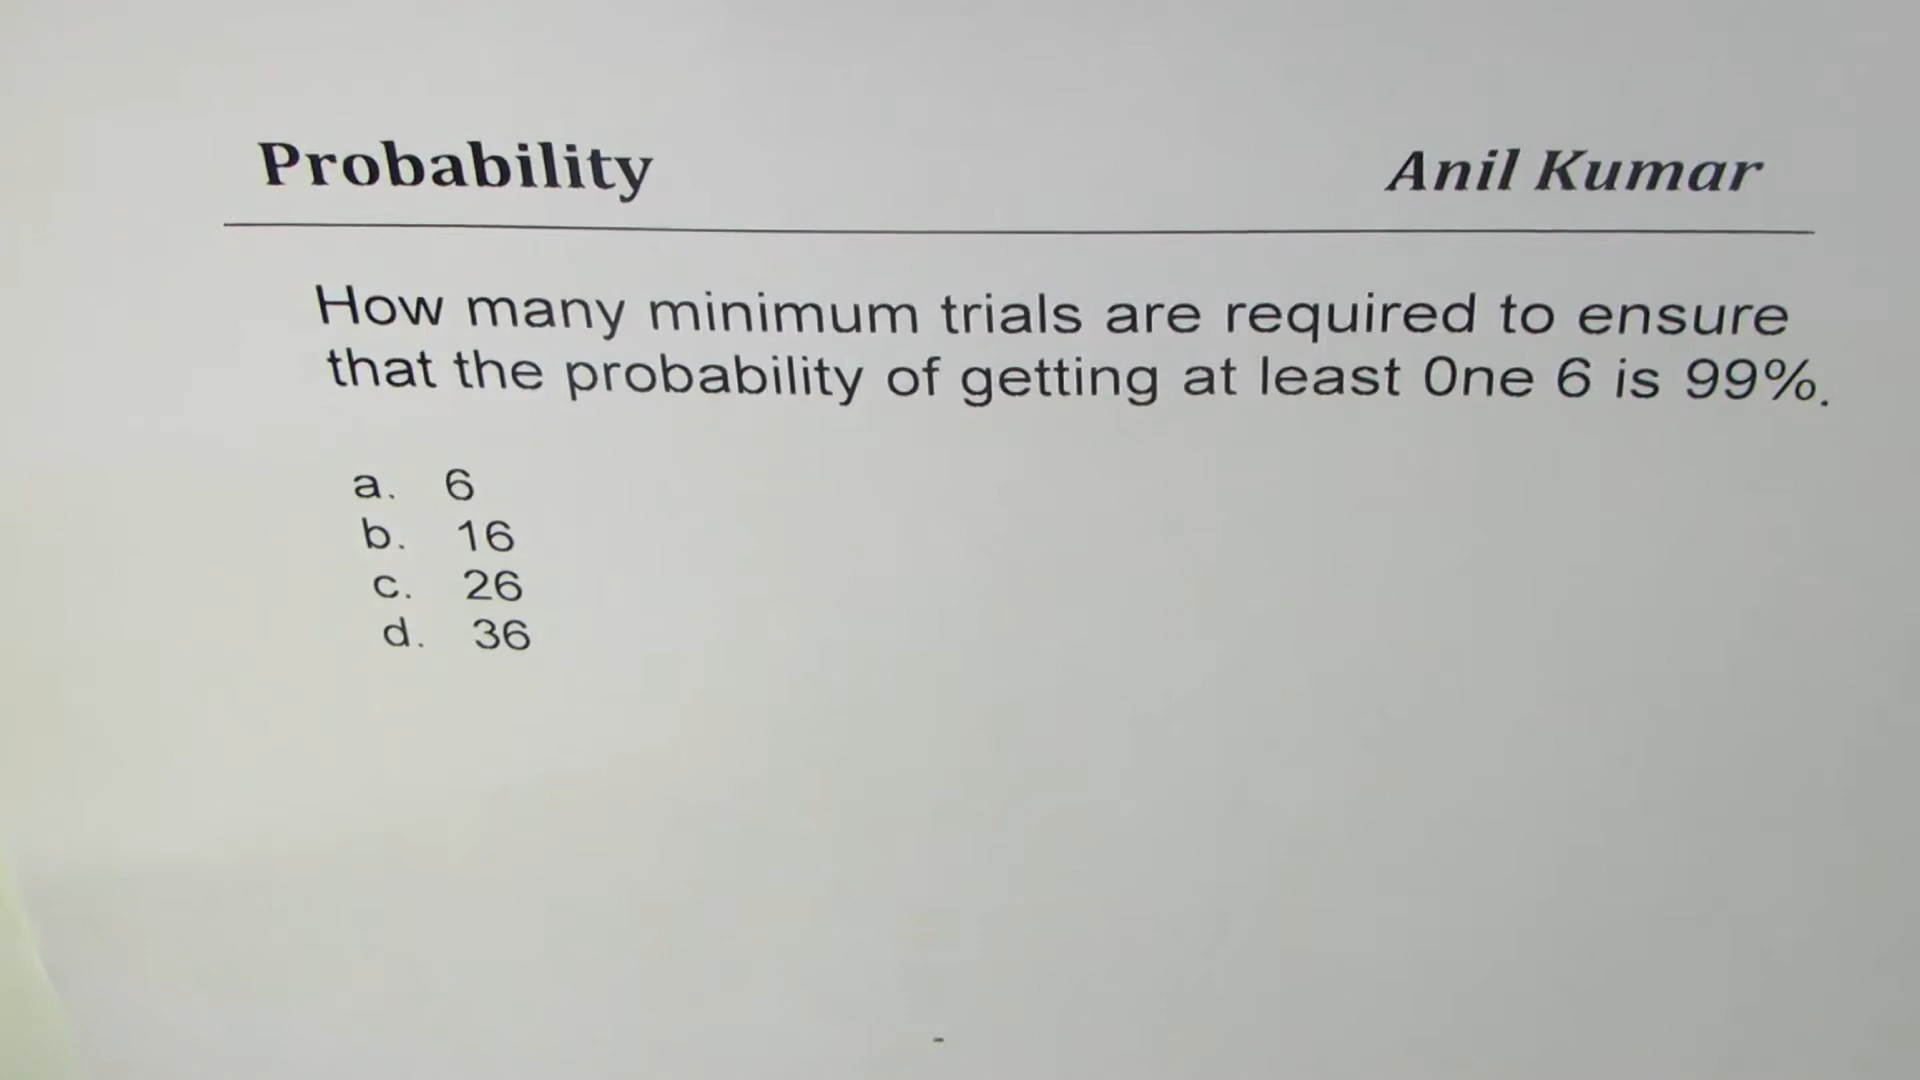 Probability
Anil Kumar
How many minimum trials are required to ensure
that the probability of getting at least One 6 is 99%.
a. 6
b. 16
c. 26
d. 36